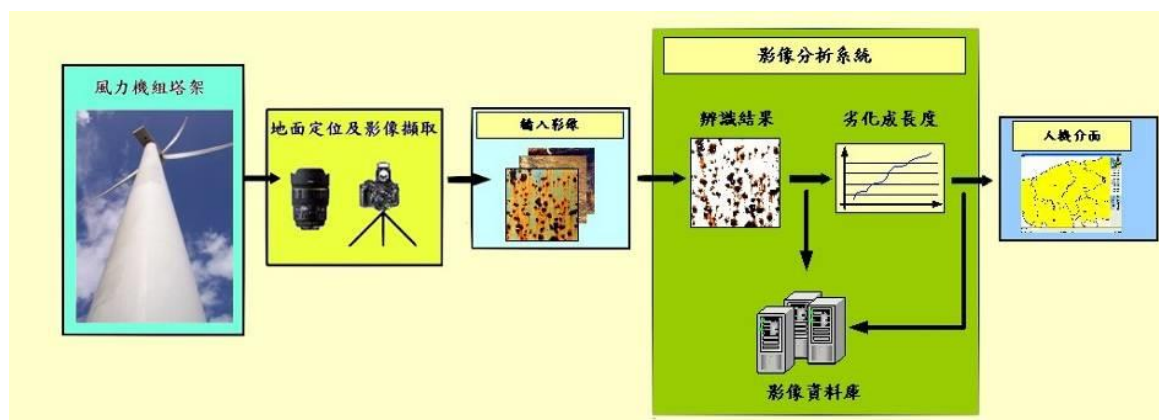 風力機組塔架
地面定位及影像擷取
輸入影像
影像分析系統
辨識結果
劣化成長度
影像資料庫
人機介面